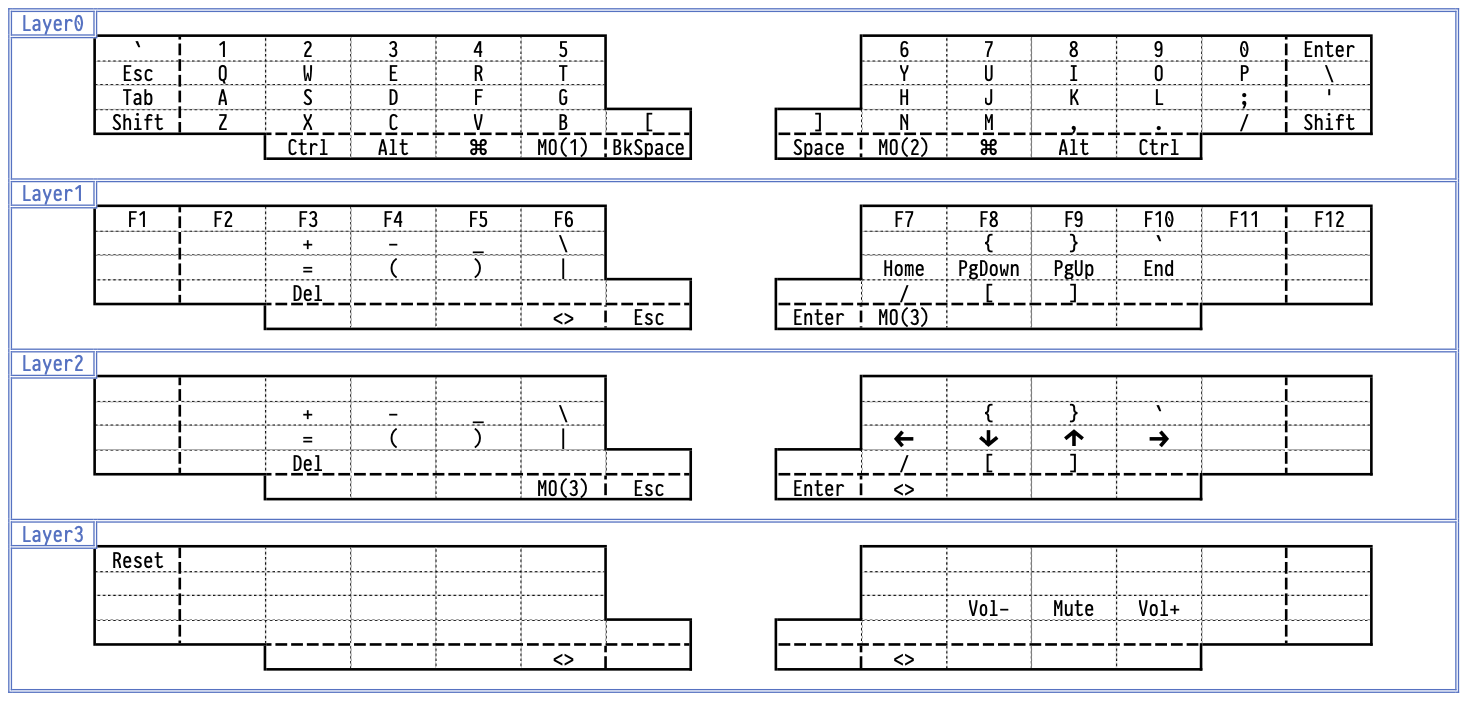 Layer0
` 1 2 3 4 5 6 7 8 9 0 Enter
Esc Q W E R T Y U I O P \
Tab A S D F G H J K L ; '
Shift Z X C V B [ ] N M , . / Shift
Ctrl Alt ⌘ MO(1) BkSpace Space MO(2) ⌘ Alt Ctrl
Layer1
F1 F2 F3 F4 F5 F6 F7 F8 F9 F10 F11 F12
+ - _ \ { } `
= ( ) | Home PgDown PgUp End
Del / [ ]
<> Esc Enter MO(3)
Layer2
+ - _ \ { } `
= ( ) | ← ↓ ↑ →
Del / [ ]
MO(3) Esc Enter <>
Layer3
Reset
Vol- Mute Vol+
<> <>